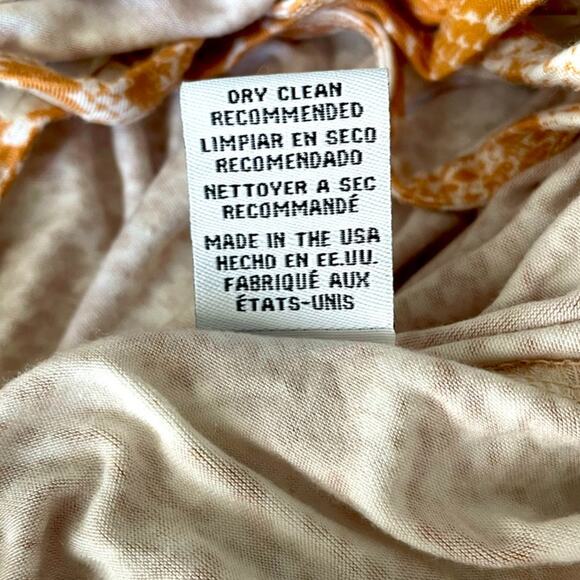 DRY CLEAN
RECOMMENDED
LIMPIAR EN SECO
RECOMENDADO
NETTOYER A SEC
RECOMMANDÉ
MADE IN THE USA
HECHO EN EE.UU.
FABRIQUÉ AUX
ÉTATS-UNIS